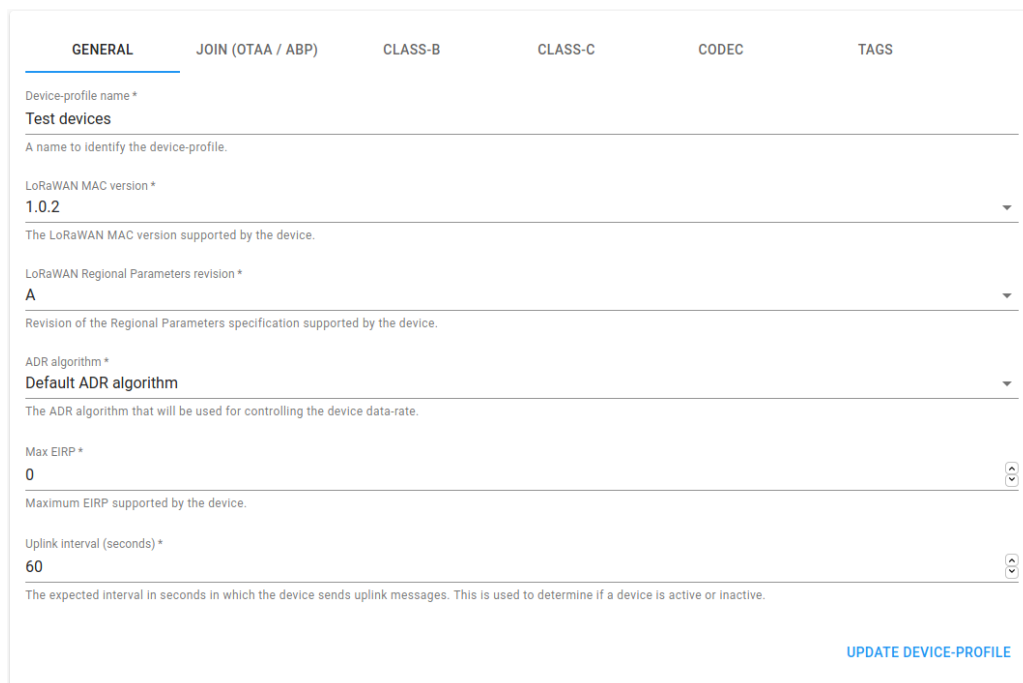 GENERAL JOIN (OTAA / ABP) CLASS-B CLASS-C CODEC TAGS
Device-profile name *
Test devices
A name to identify the device-profile.
LoRaWAN MAC version *
1.0.2
The LoRaWAN MAC version supported by the device.
LoRaWAN Regional Parameters revision *
A
Revision of the Regional Parameters specification supported by the device.
ADR algorithm *
Default ADR algorithm
The ADR algorithm that will be used for controlling the device data-rate.
Max EIRP *
0
Maximum EIRP supported by the device.
Uplink interval (seconds) *
60
The expected interval in seconds in which the device sends uplink messages. This is used to determine if a device is active or inactive.
UPDATE DEVICE-PROFILE